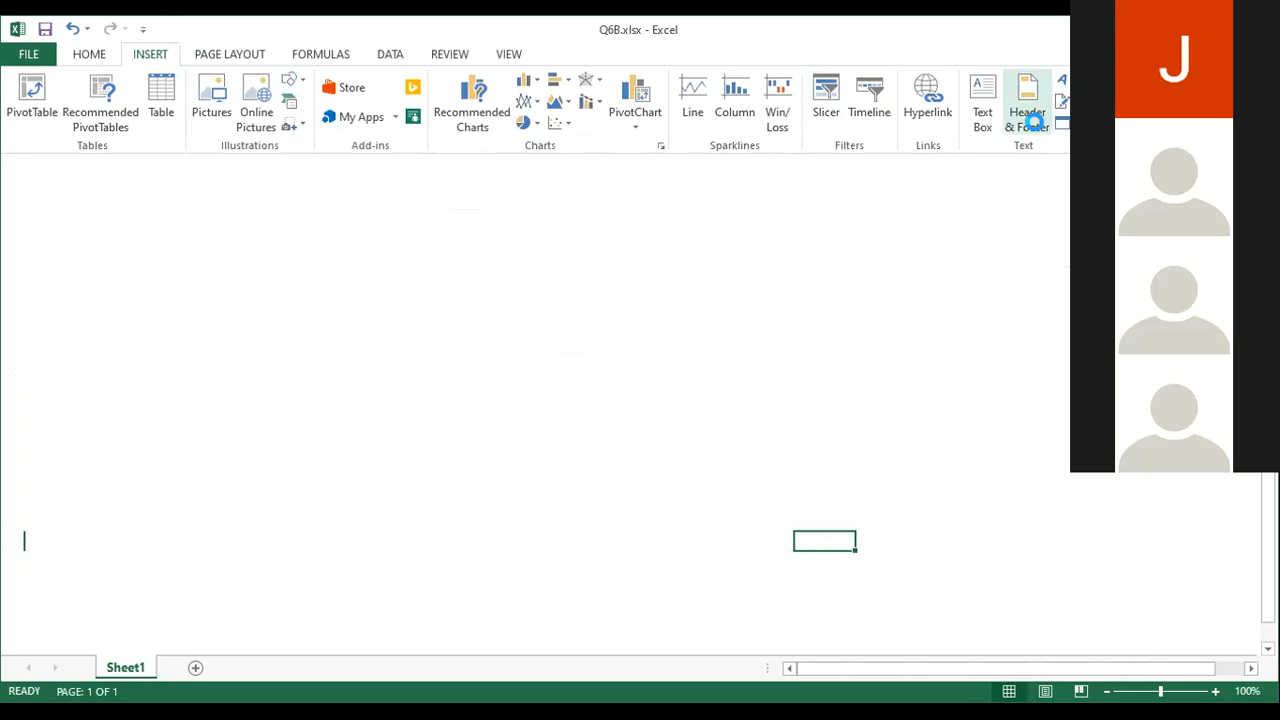 Q6B.xlsx - Excel
J
FILE HOME INSERT PAGE LAYOUT FORMULAS DATA REVIEW VIEW
PivotTable Recommended PivotTables Table Pictures Online Pictures Store My Apps Recommended Charts PivotChart Line Column Win/Loss Slicer Timeline Hyperlink Text Box Header & Footer
Tables Illustrations Add-ins Charts Sparklines Filters Links Text
Sheet1
READY PAGE: 1 OF 1 100%